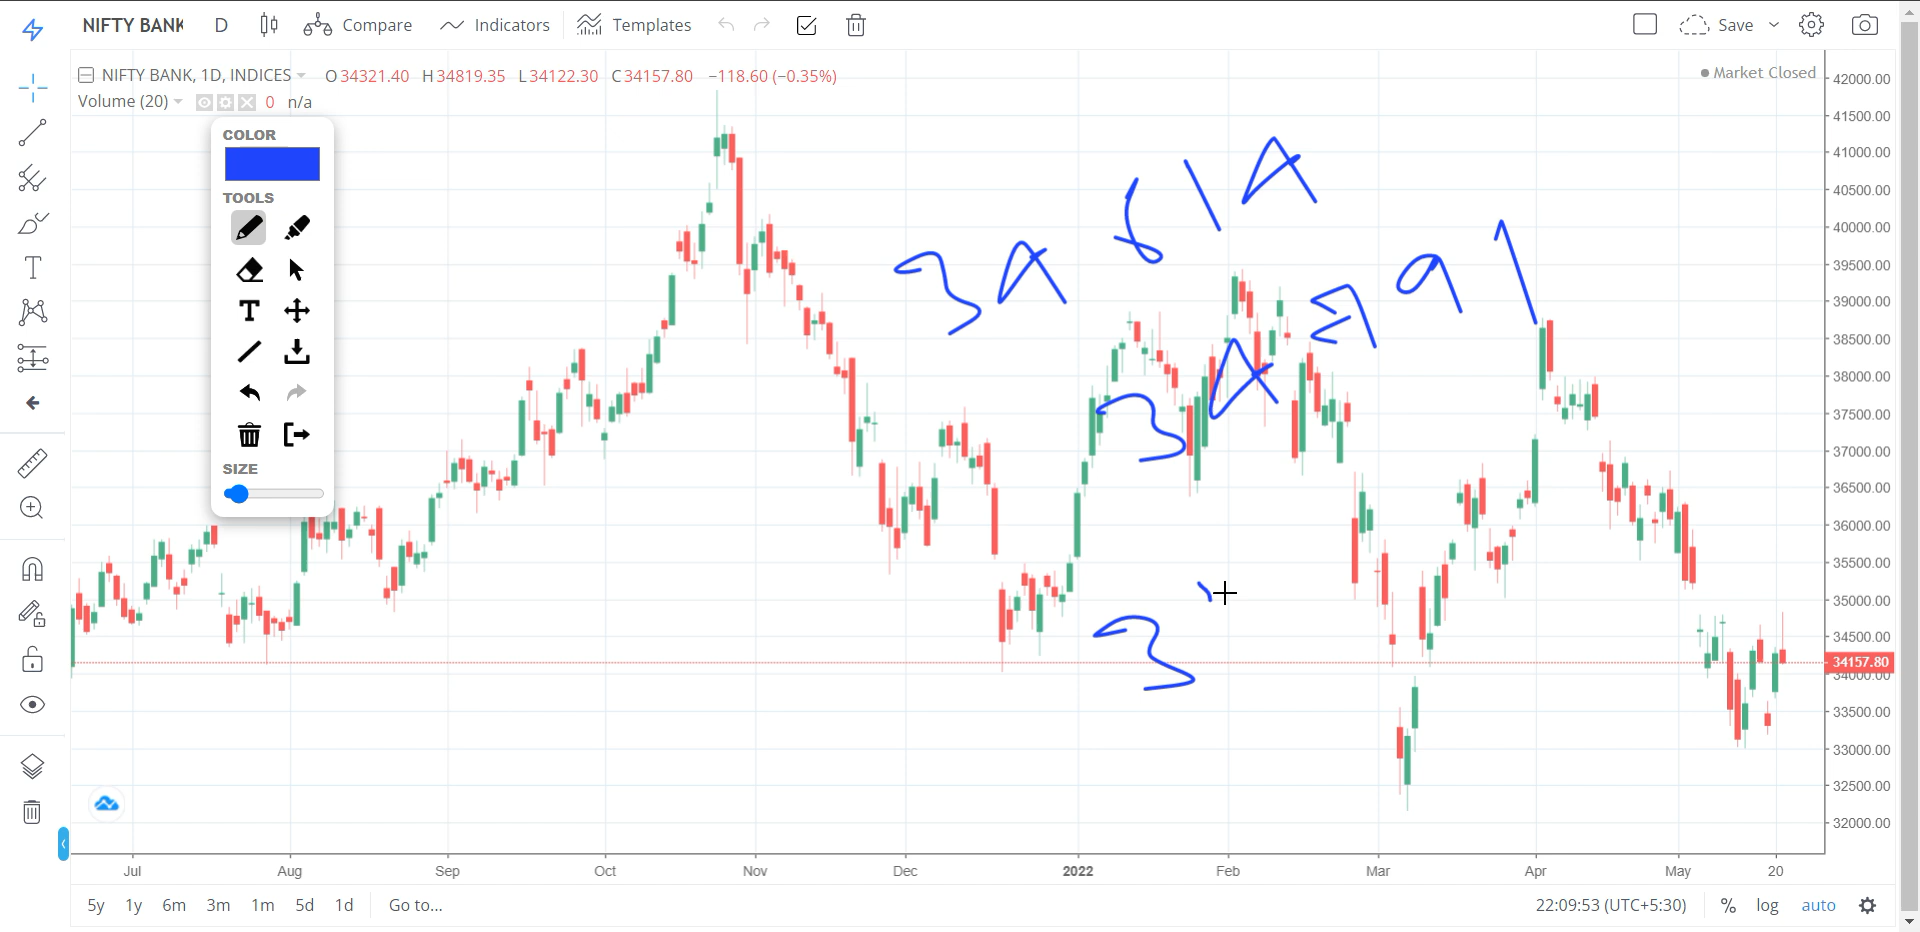 NIFTY BANK D Compare Indicators Templates Save
NIFTY BANK, 1D, INDICES O34321.40 H34819.35 L34122.30 C34157.80 −118.60 (−0.35%)
Market Closed
Volume (20) 0 n/a
COLOR
TOOLS
T
SIZE
42000.00
41500.00
41000.00
40500.00
40000.00
39500.00
39000.00
38500.00
38000.00
37500.00
37000.00
36500.00
36000.00
35500.00
35000.00
34500.00
34157.80
34000.00
33500.00
33000.00
32500.00
32000.00
Jul Aug Sep Oct Nov Dec 2022 Feb Mar Apr May 20
5y 1y 6m 3m 1m 5d 1d Go to... 22:09:53 (UTC+5:30) % log auto